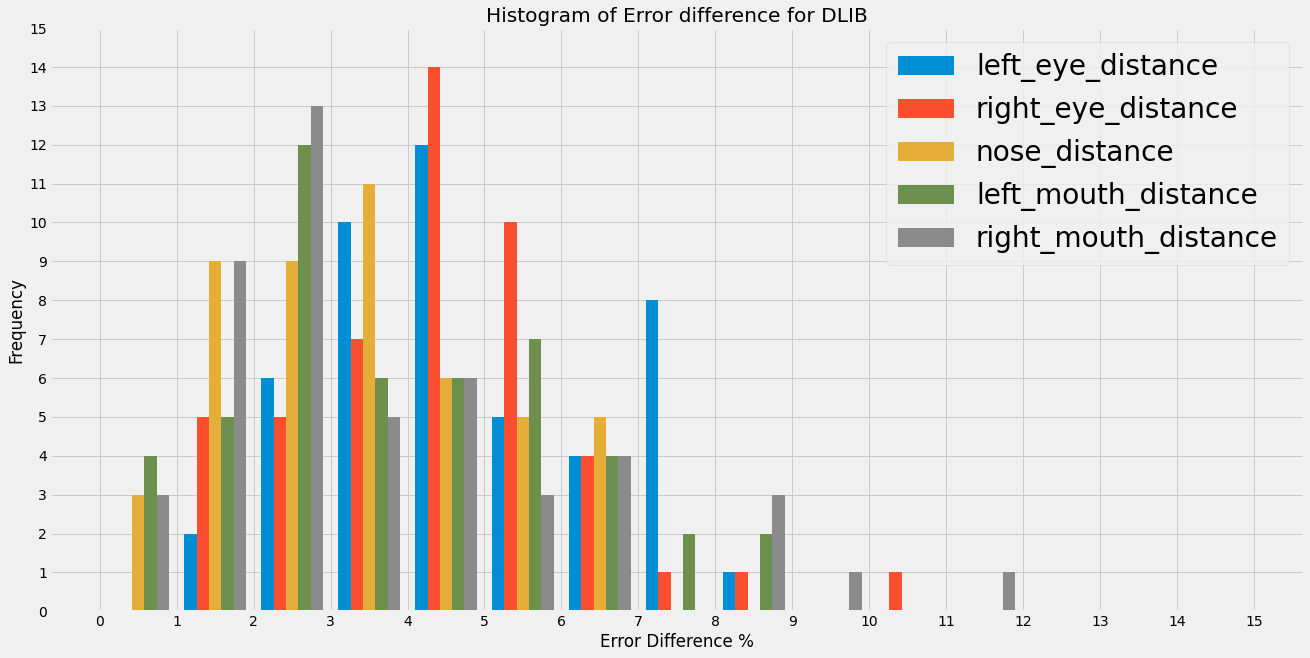 Histogram of Error difference for DLIB
15
14
13
12
11
10
9
8
7
6
5
4
3
2
1
0
Frequency
left_eye_distance
right_eye_distance
nose_distance
left_mouth_distance
right_mouth_distance
0 1 2 3 4 5 6 7 8 9 10 11 12 13 14 15
Error Difference %